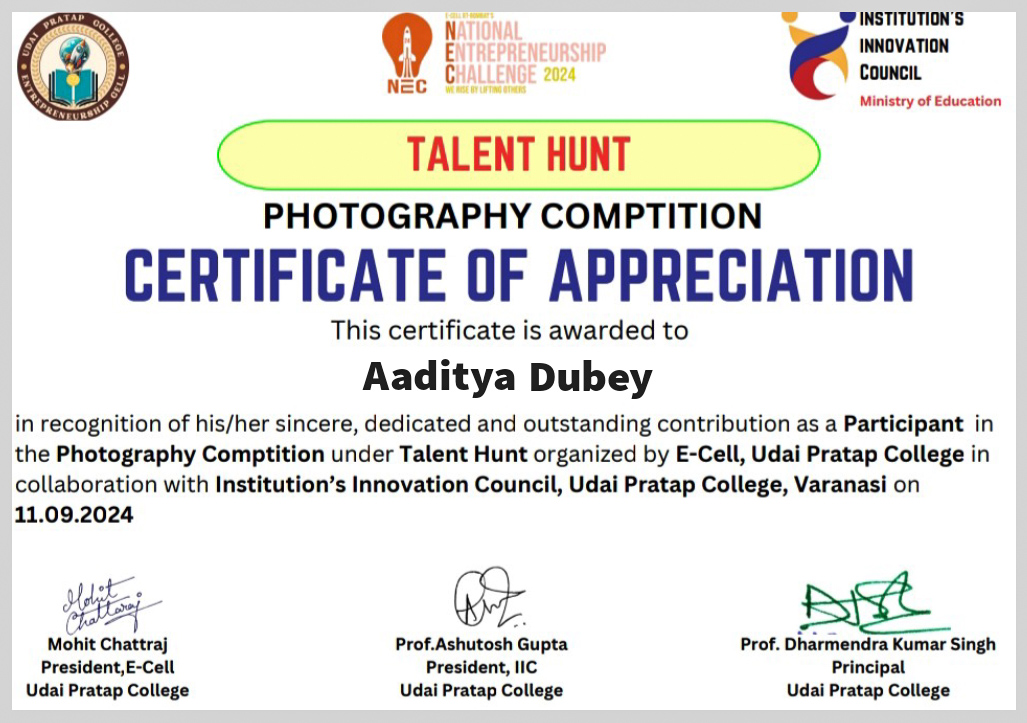 UDAI PRATAP COLLEGE
ENTREPRENEURSHIP CELL
NEC
E-CELL IIT-BOMBAY'S
NATIONAL
ENTREPRENEURSHIP
CHALLENGE 2024
WE RISE BY LIFTING OTHERS
INSTITUTION'S
INNOVATION
COUNCIL
Ministry of Education
TALENT HUNT
PHOTOGRAPHY COMPTITION
CERTIFICATE OF APPRECIATION
This certificate is awarded to
Aaditya Dubey
in recognition of his/her sincere, dedicated and outstanding contribution as a Participant in
the Photography Comptition under Talent Hunt organized by E-Cell, Udai Pratap College in
collaboration with Institution's Innovation Council, Udai Pratap College, Varanasi on
11.09.2024
Mohit
Chattaraj
Mohit Chattraj
President,E-Cell
Udai Pratap College
Prof.Ashutosh Gupta
President, IIC
Udai Pratap College
Prof. Dharmendra Kumar Singh
Principal
Udai Pratap College